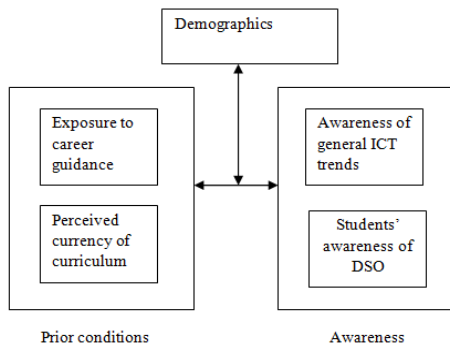 Demographics
Exposure to
career
guidance
Perceived
currency of
curriculum
Awareness of
general ICT
trends
Students’
awareness of
DSO
Prior conditions
Awareness